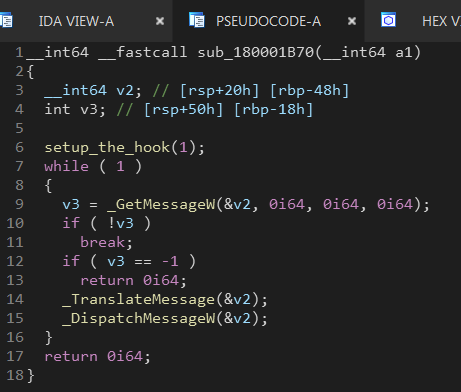 IDA VIEW-A × PSEUDOCODE-A × HEX V
1 __int64 __fastcall sub_180001B70(__int64 a1)
2 {
3 __int64 v2; // [rsp+20h] [rbp-48h]
4 int v3; // [rsp+50h] [rbp-18h]
5
6 setup_the_hook(1);
7 while ( 1 )
8 {
9 v3 = _GetMessageW(&v2, 0i64, 0i64, 0i64);
10 if ( !v3 )
11 break;
12 if ( v3 == -1 )
13 return 0i64;
14 _TranslateMessage(&v2);
15 _DispatchMessageW(&v2);
16 }
17 return 0i64;
18 }